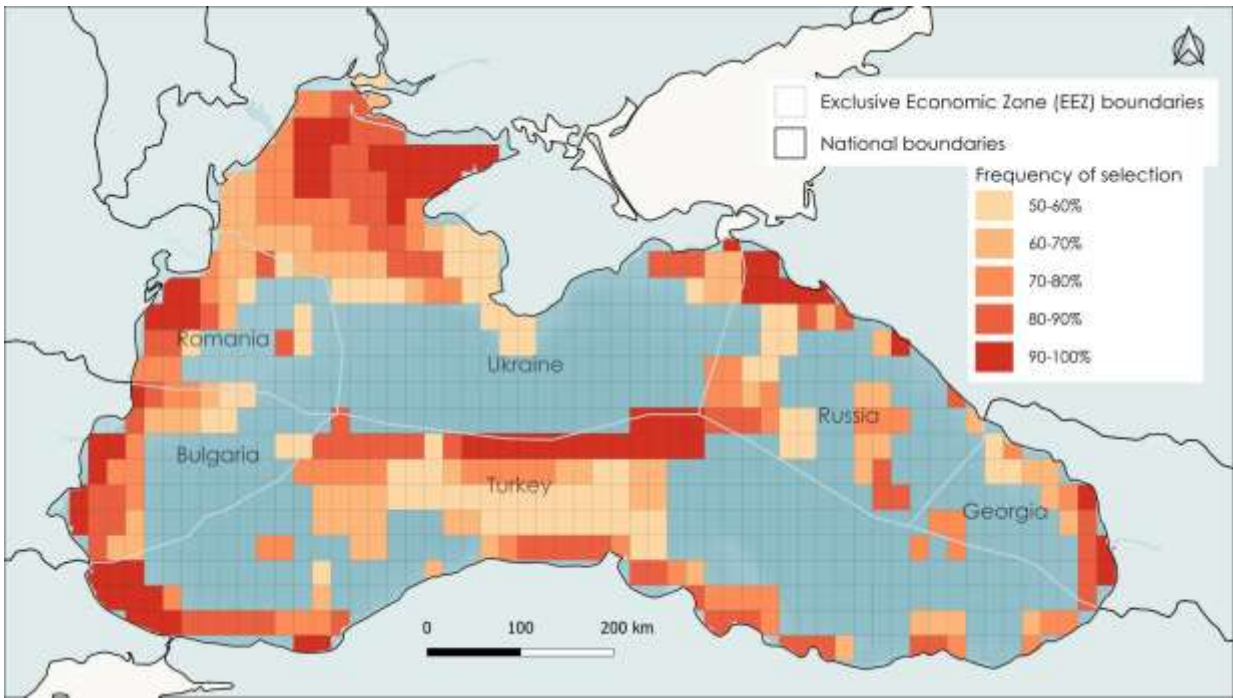 Exclusive Economic Zone (EEZ) boundaries
National boundaries
Frequency of selection
50-60%
60-70%
70-80%
80-90%
90-100%
Romania
Ukraine
Russia
Bulgaria
Turkey
Georgia
0 100 200 km